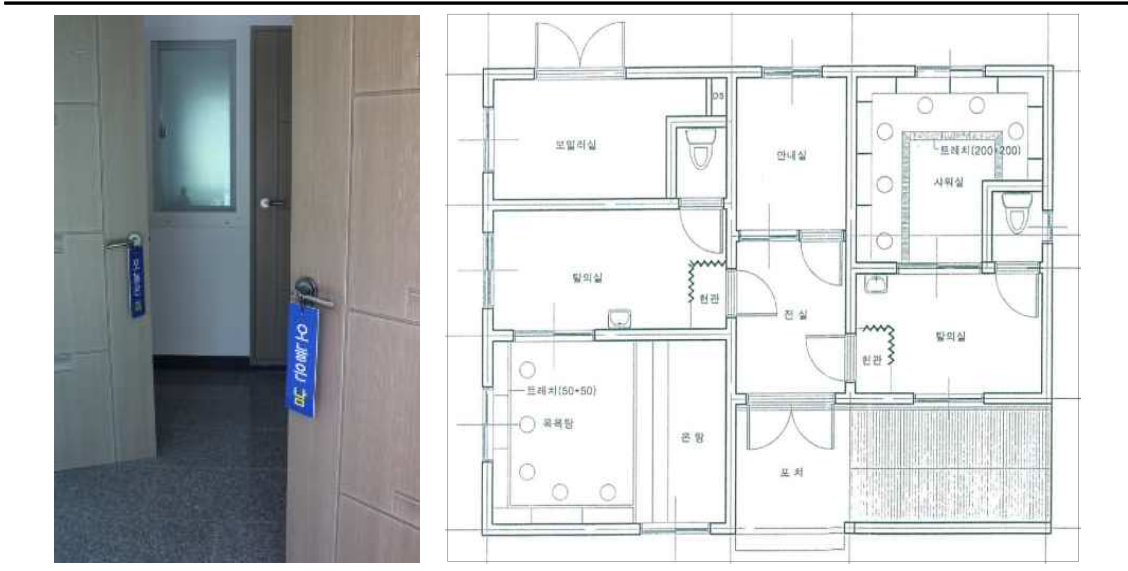 DS
보일러실
안내실
트레치(200*200)
샤워실
탈의실
현관
전 실
현관
탈의실
트레치(50*50)
목욕탕
온 탕
포 치